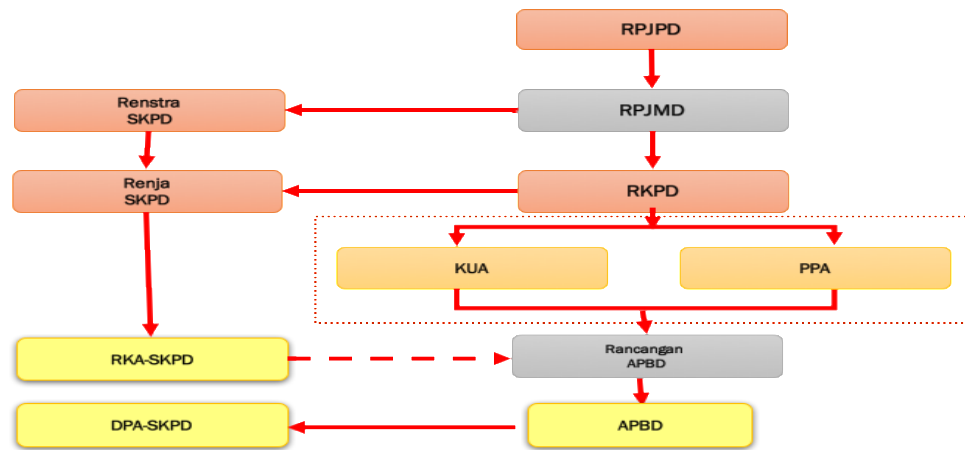 RPJPD
Renstra
SKPD
RPJMD
Renja
SKPD
RKPD
KUA
PPA
RKA-SKPD
Rancangan
APBD
DPA-SKPD
APBD